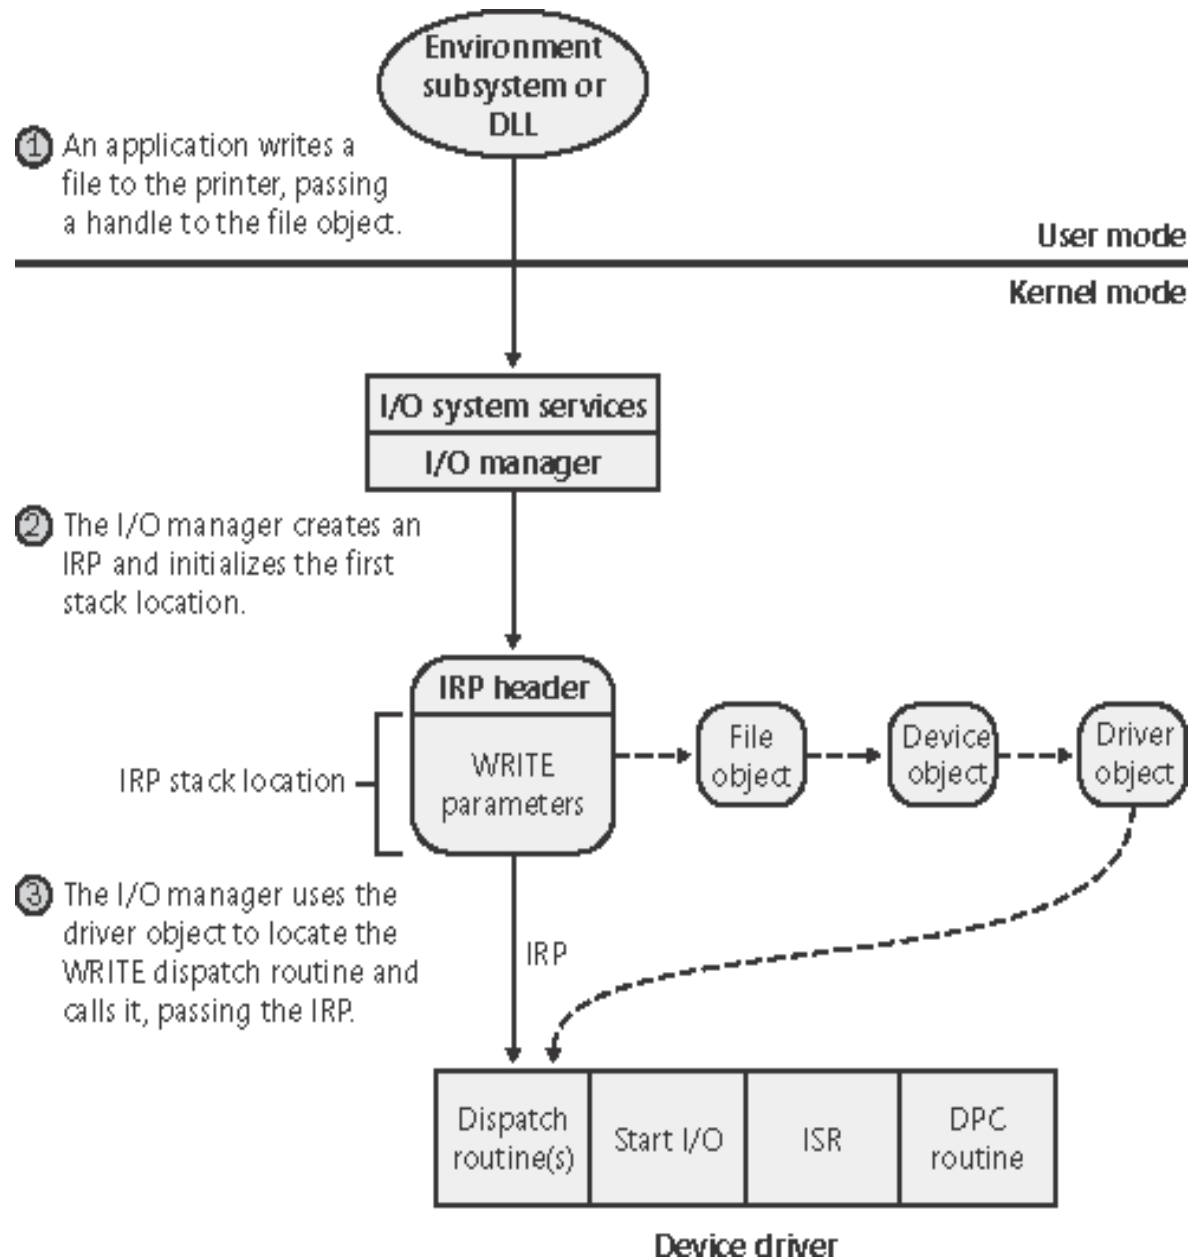 Environment
subsystem or
DLL
1 An application writes a
file to the printer, passing
a handle to the file object.
User mode
Kernel mode
I/O system services
I/O manager
2 The I/O manager creates an
IRP and initializes the first
stack location.
IRP header
WRITE
parameters
IRP stack location
File
object
Device
object
Driver
object
3 The I/O manager uses the
driver object to locate the
WRITE dispatch routine and
calls it, passing the IRP.
IRP
Dispatch
routine(s)
Start I/O
ISR
DPC
routine
Device driver